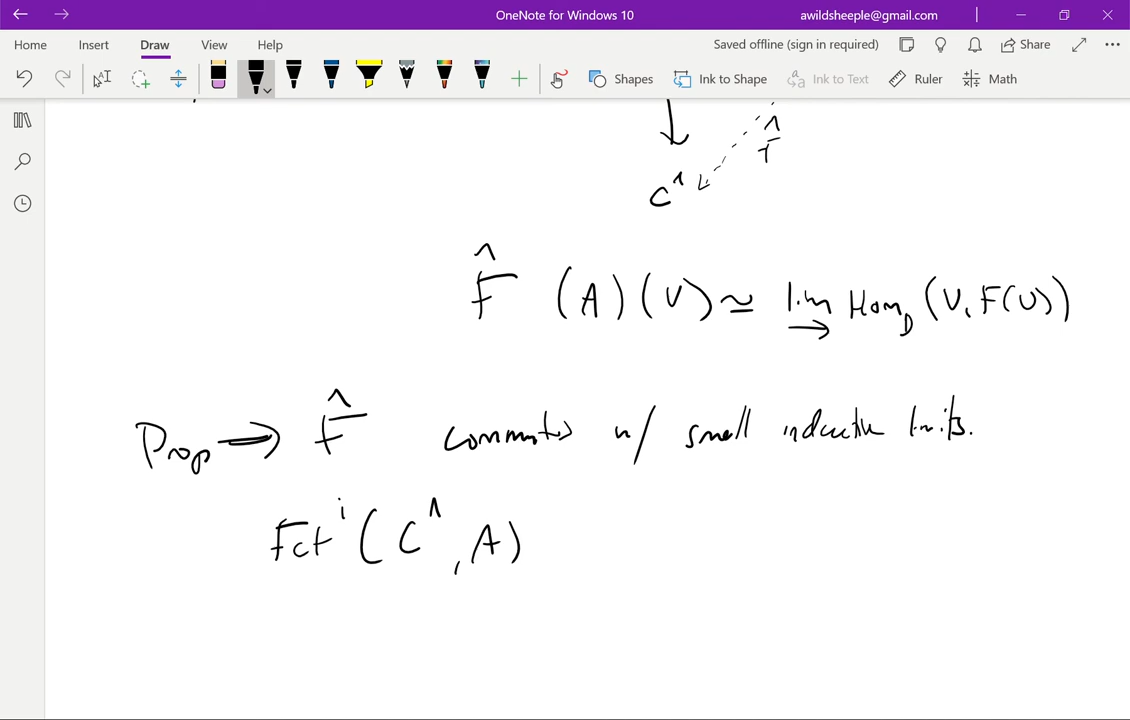 OneNote for Windows 10
awildsheeple@gmail.com
Home Insert Draw View Help
Saved offline (sign in required) Share
Shapes Ink to Shape Ink to Text Ruler Math
C^
F̂
F̂ (A)(V) ≃ lim Hom_D (V, F(U))
→
Prop → F̂ commutes w/ small inductive limits.
Fct^i (C^, A)